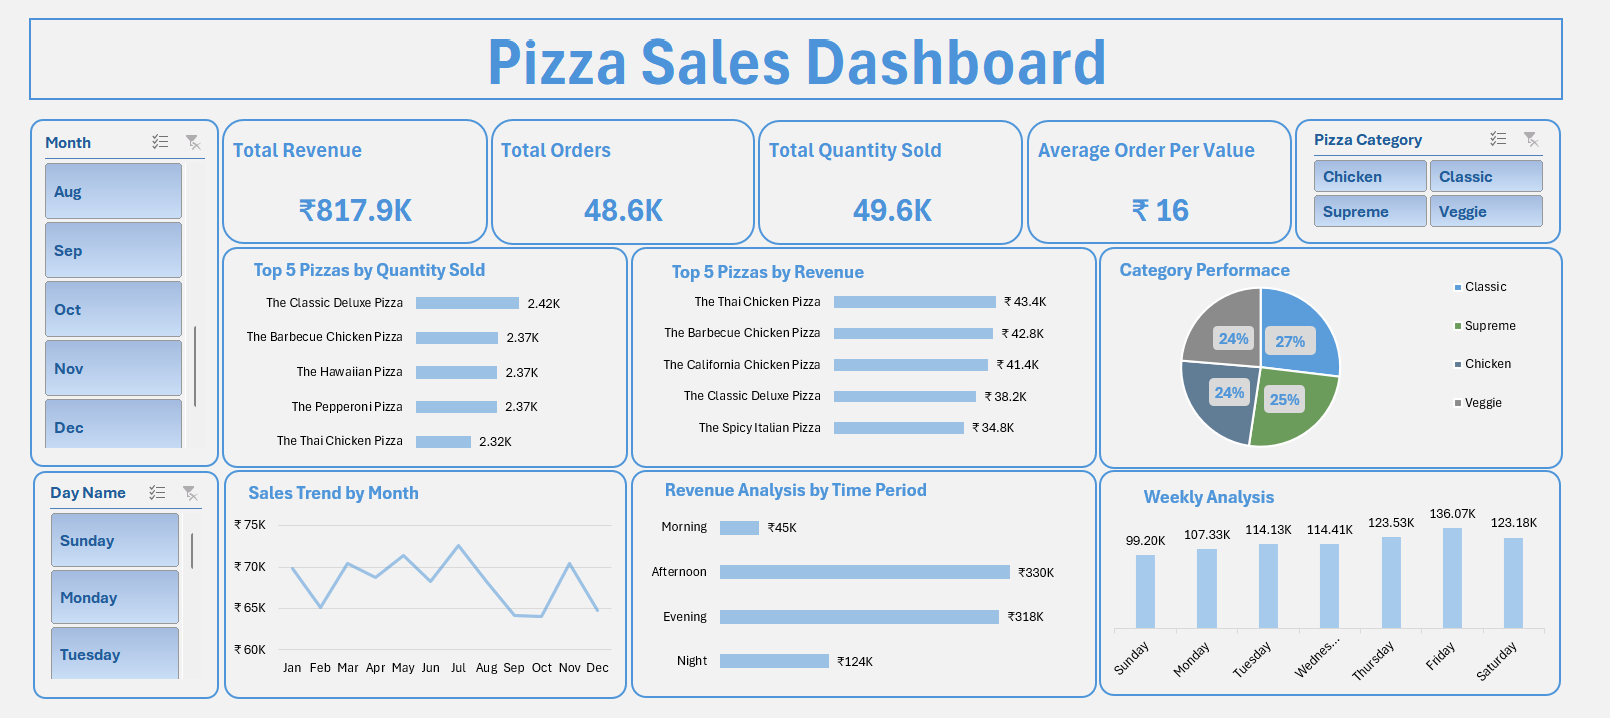 Pizza Sales Dashboard
Month
Aug
Sep
Oct
Nov
Dec
Total Revenue
₹817.9K
Total Orders
48.6K
Total Quantity Sold
49.6K
Average Order Per Value
₹ 16
Pizza Category
Chicken
Classic
Supreme
Veggie
Top 5 Pizzas by Quantity Sold
The Classic Deluxe Pizza 2.42K
The Barbecue Chicken Pizza 2.37K
The Hawaiian Pizza 2.37K
The Pepperoni Pizza 2.37K
The Thai Chicken Pizza 2.32K
Top 5 Pizzas by Revenue
The Thai Chicken Pizza ₹ 43.4K
The Barbecue Chicken Pizza ₹ 42.8K
The California Chicken Pizza ₹ 41.4K
The Classic Deluxe Pizza ₹ 38.2K
The Spicy Italian Pizza ₹ 34.8K
Category Performace
24%
27%
24%
25%
Classic
Supreme
Chicken
Veggie
Day Name
Sunday
Monday
Tuesday
Sales Trend by Month
₹ 75K
₹ 70K
₹ 65K
₹ 60K
Jan Feb Mar Apr May Jun Jul Aug Sep Oct Nov Dec
Revenue Analysis by Time Period
Morning ₹45K
Afternoon ₹330K
Evening ₹318K
Night ₹124K
Weekly Analysis
99.20K 107.33K 114.13K 114.41K 123.53K 136.07K 123.18K
Sunday Monday Tuesday Wednes... Thursday Friday Saturday